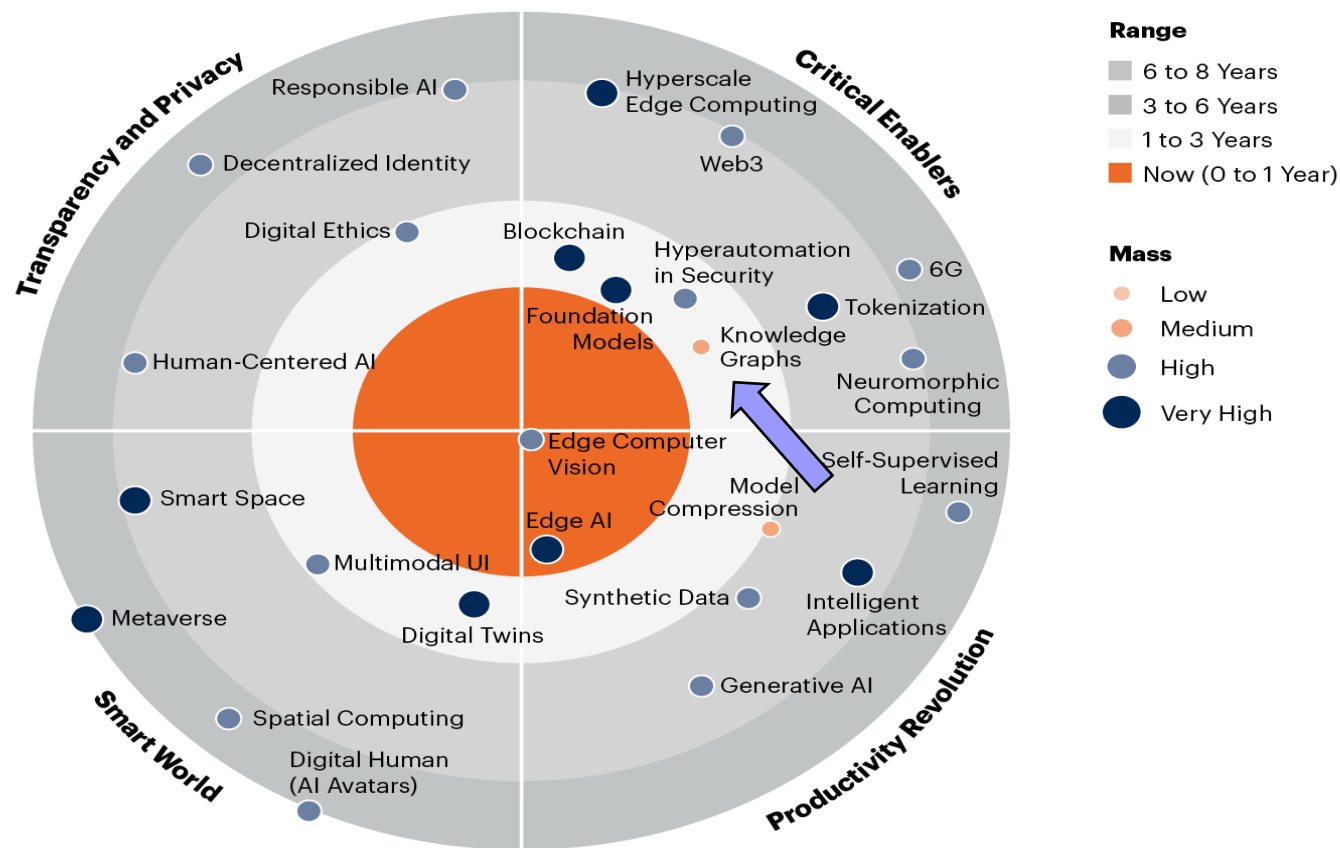 Transparency and Privacy
Critical Enablers
Responsible AI
Hyperscale
Edge Computing
Web3
Decentralized Identity
Digital Ethics
Blockchain
Hyperautomation
in Security
6G
Tokenization
Foundation
Models
Knowledge
Graphs
Human-Centered AI
Neuromorphic
Computing
Edge Computer
Vision
Self-Supervised
Learning
Model
Compression
Smart Space
Edge AI
Multimodal UI
Synthetic Data
Intelligent
Applications
Metaverse
Digital Twins
Generative AI
Spatial Computing
Digital Human
(AI Avatars)
Smart World
Productivity Revolution
Range
6 to 8 Years
3 to 6 Years
1 to 3 Years
Now (0 to 1 Year)
Mass
Low
Medium
High
Very High